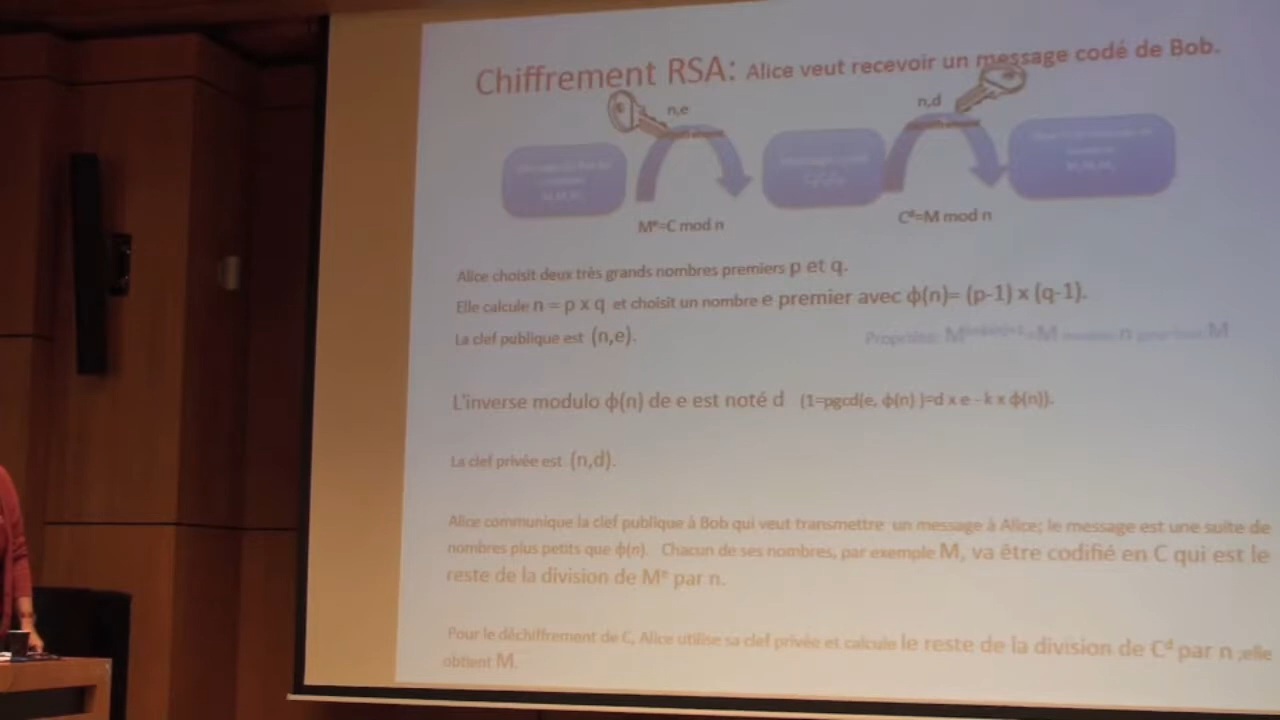 Chiffrement RSA: Alice veut recevoir un message codé de Bob.
n,e
n,d
Mᵉ=C mod n
Cᵈ=M mod n
Alice choisit deux très grands nombres premiers p et q.
Elle calcule n = p x q et choisit un nombre e premier avec ϕ(n)= (p-1) x (q-1).
La clef publique est (n,e).
Propriété: M
L'inverse modulo ϕ(n) de e est noté d (1=pgcd(e, ϕ(n) )=d x e – k x ϕ(n)).
La clef privée est (n,d).
Alice communique la clef publique à Bob qui veut transmettre un message à Alice; le message est une suite de
nombres plus petits que ϕ(n). Chacun de ses nombres, par exemple M, va être codifié en C qui est le
reste de la division de Mᵉ par n.
Pour le déchiffrement de C, Alice utilise sa clef privée et calcule le reste de la division de Cᵈ par n ;elle
obtient M.